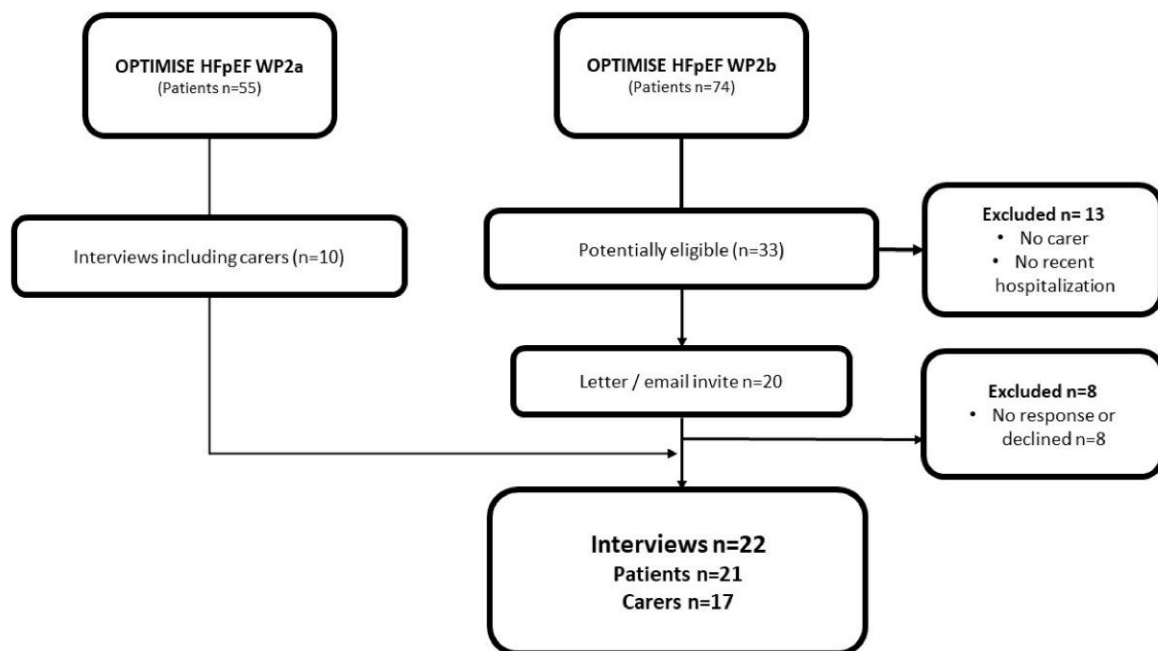 OPTIMISE HFpEF WP2a
(Patients n=55)
OPTIMISE HFpEF WP2b
(Patients n=74)
Interviews including carers (n=10)
Potentially eligible (n=33)
Excluded n= 13
• No carer
• No recent
hospitalization
Letter / email invite n=20
Excluded n=8
• No response or
declined n=8
Interviews n=22
Patients n=21
Carers n=17